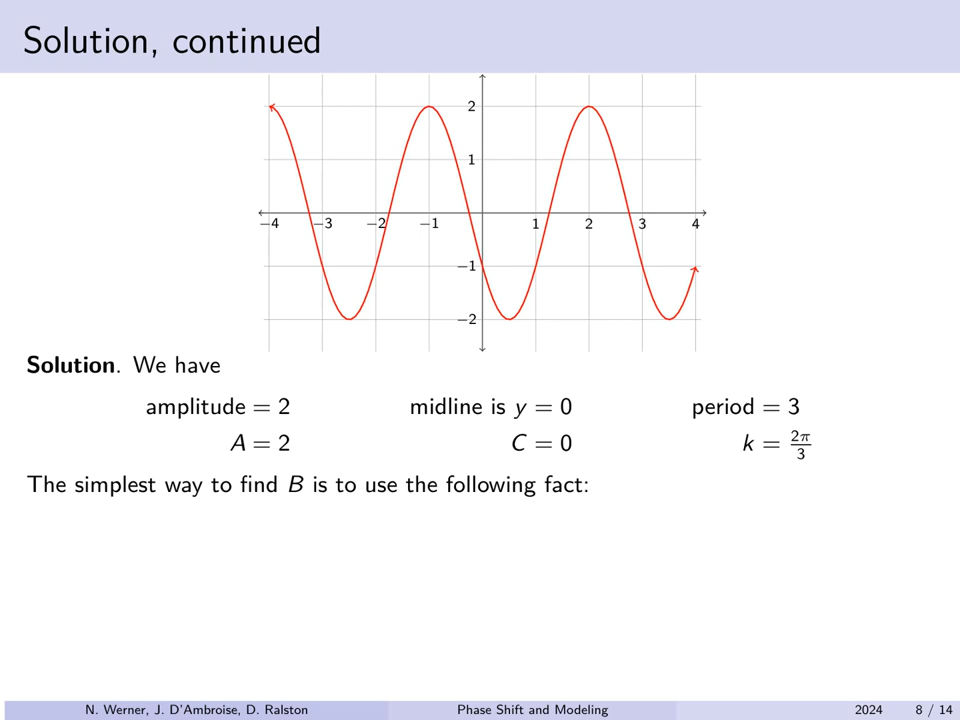 Solution, continued
2
1
−4 −3 −2 −1 1 2 3 4
−1
−2
Solution. We have
amplitude = 2 midline is y = 0 period = 3
A = 2 C = 0 k = 2π/3
The simplest way to find B is to use the following fact:
N. Werner, J. D'Ambroise, D. Ralston Phase Shift and Modeling 2024 8 / 14